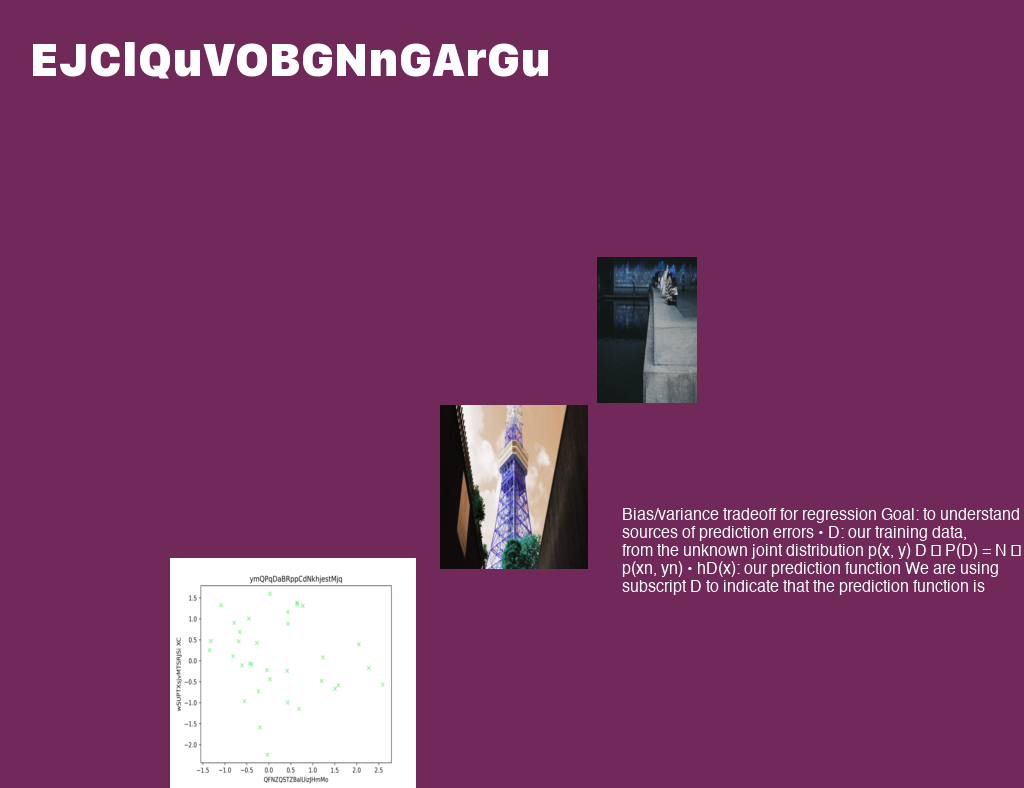 EJClQuVOBGNnGArGu
Bias/variance tradeoff for regression Goal: to understand
sources of prediction errors • D: our training data,
from the unknown joint distribution p(x, y) D □ P(D) = N □
p(xn, yn) • hD(x): our prediction function We are using
subscript D to indicate that the prediction function is
ymQPqDaBRppCdNkhjestMjq
1.5
1.0
0.5
0.0
−0.5
−1.0
−1.5
−2.0
wSUPTXsjvMTSRJSi XC
−1.5 −1.0 −0.5 0.0 0.5 1.0 1.5 2.0 2.5
QFNZQSTZBalUizJHmMo